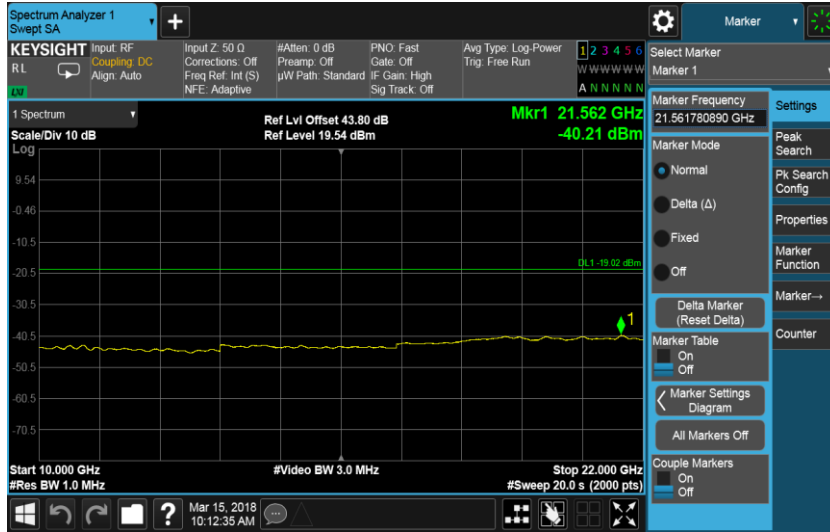 Spectrum Analyzer 1
Swept SA
Marker
KEYSIGHT
RL
LXI
Input: RF
Coupling: DC
Align: Auto
Input Z: 50 Ω
Corrections: Off
Freq Ref: Int (S)
NFE: Adaptive
#Atten: 0 dB
Preamp: Off
µW Path: Standard
PNO: Fast
Gate: Off
IF Gain: High
Sig Track: Off
Avg Type: Log-Power
Trig: Free Run
1 2 3 4 5 6
W W W W W W
A N N N N N
Select Marker
Marker 1
1 Spectrum
Scale/Div 10 dB
Log
Ref Lvl Offset 43.80 dB
Ref Level 19.54 dBm
Mkr1 21.562 GHz
-40.21 dBm
9.54
-0.46
-10.5
DL1 -19.02 dBm
-20.5
-30.5
1
-40.5
-50.5
-60.5
-70.5
Start 10.000 GHz
#Res BW 1.0 MHz
#Video BW 3.0 MHz
Stop 22.000 GHz
#Sweep 20.0 s (2000 pts)
Marker Frequency
21.561780890 GHz
Marker Mode
Normal
Delta (Δ)
Fixed
Off
Delta Marker
(Reset Delta)
Marker Table
On
Off
Marker Settings
Diagram
All Markers Off
Couple Markers
On
Off
Settings
Peak
Search
Pk Search
Config
Properties
Marker
Function
Marker→
Counter
?
Mar 15, 2018
10:12:35 AM